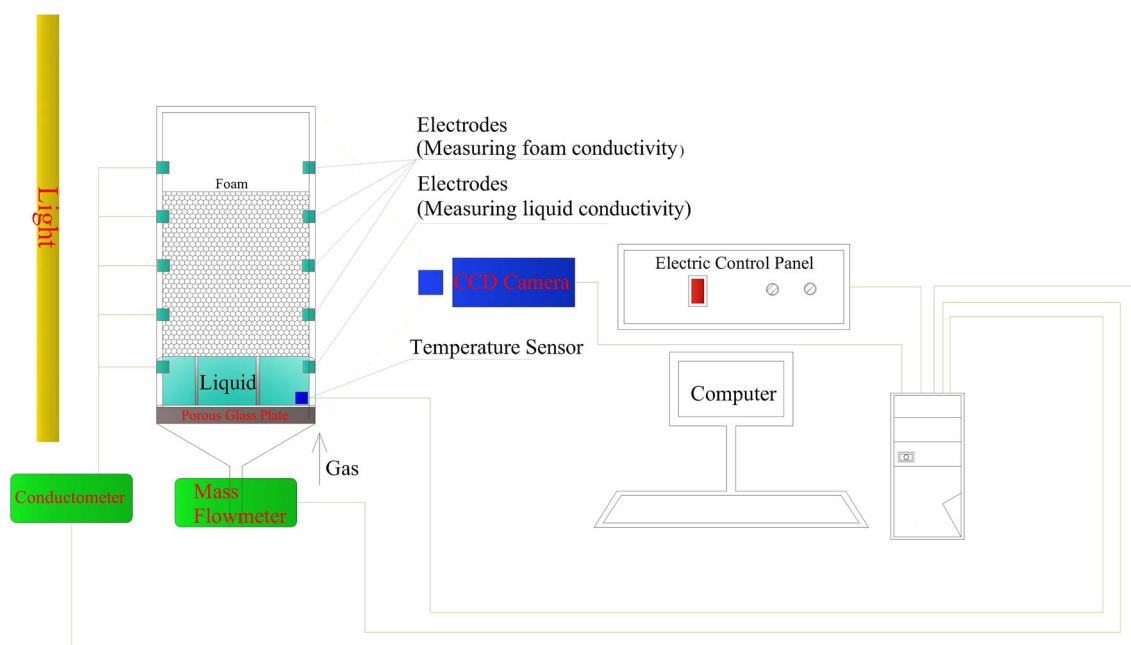 Light
Foam
Electrodes
(Measuring foam conductivity)
Electrodes
(Measuring liquid conductivity)
CCD Camera
Electric Control Panel
Temperature Sensor
Liquid
Porous Glass Plate
Computer
Gas
Conductometer
Mass
Flowmeter